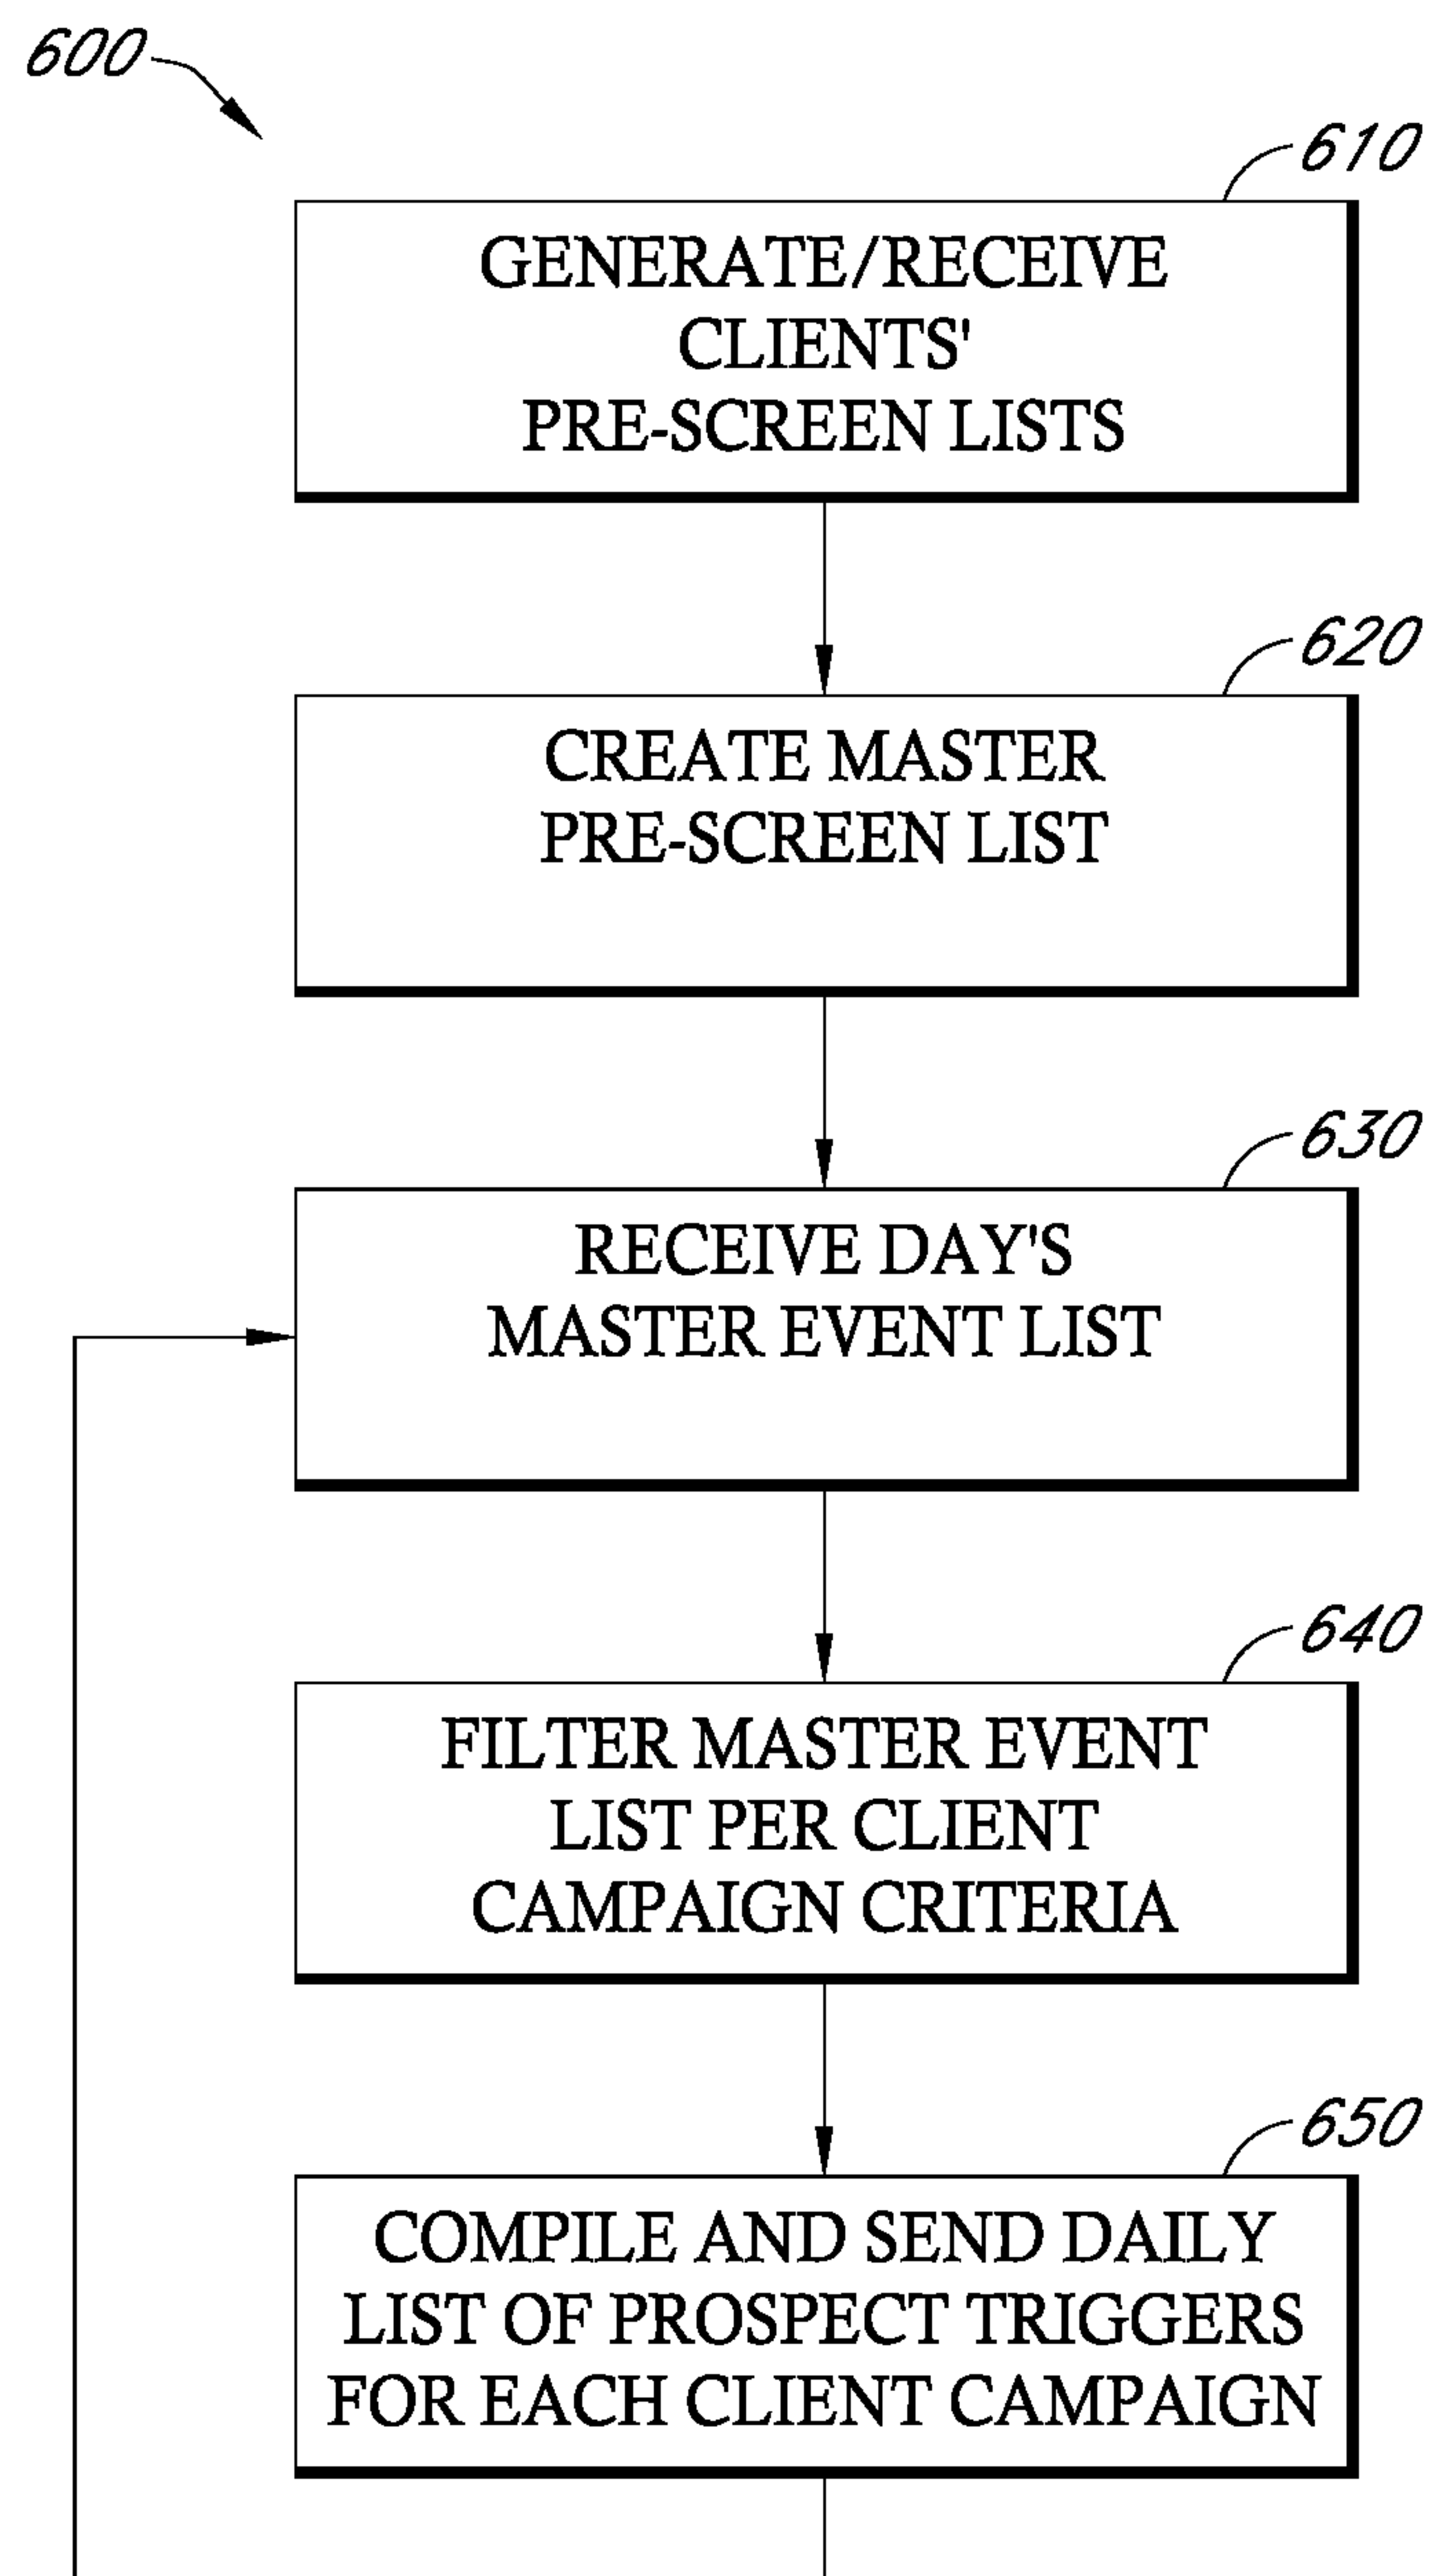 600
610
GENERATE/RECEIVE
CLIENTS'
PRE-SCREEN LISTS
620
CREATE MASTER
PRE-SCREEN LIST
630
RECEIVE DAY'S
MASTER EVENT LIST
640
FILTER MASTER EVENT
LIST PER CLIENT
CAMPAIGN CRITERIA
650
COMPILE AND SEND DAILY
LIST OF PROSPECT TRIGGERS
FOR EACH CLIENT CAMPAIGN